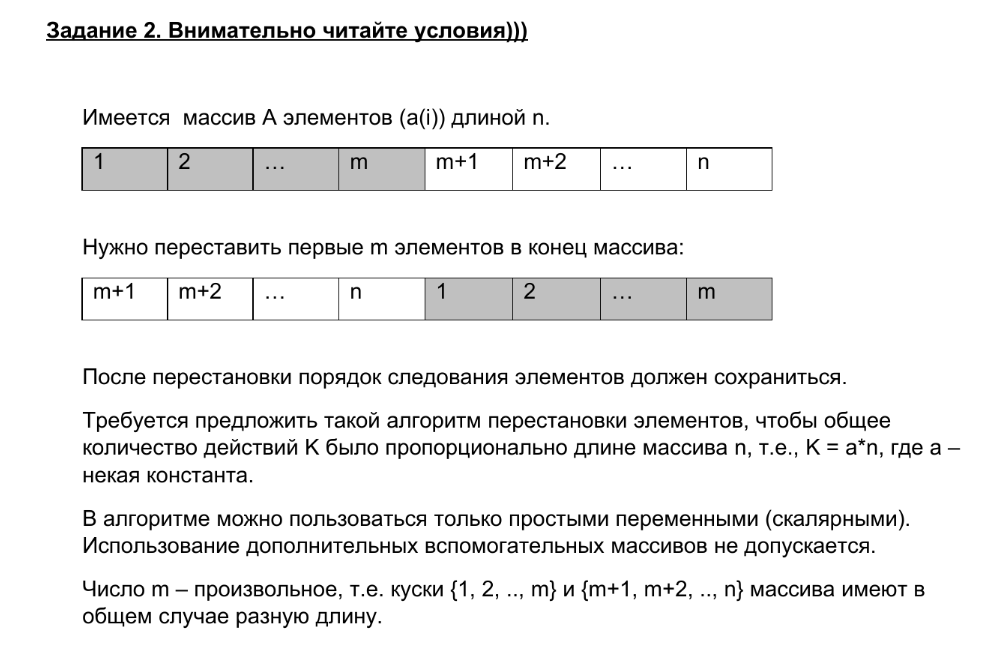 Задание 2. Внимательно читайте условия)))
Имеется массив A элементов (a(i)) длиной n.
1 2 … m m+1 m+2 … n
Нужно переставить первые m элементов в конец массива:
m+1 m+2 … n 1 2 … m
После перестановки порядок следования элементов должен сохраниться.
Требуется предложить такой алгоритм перестановки элементов, чтобы общее
количество действий K было пропорционально длине массива n, т.е., K = a*n, где a –
некая константа.
В алгоритме можно пользоваться только простыми переменными (скалярными).
Использование дополнительных вспомогательных массивов не допускается.
Число m – произвольное, т.е. куски {1, 2, .., m} и {m+1, m+2, .., n} массива имеют в
общем случае разную длину.